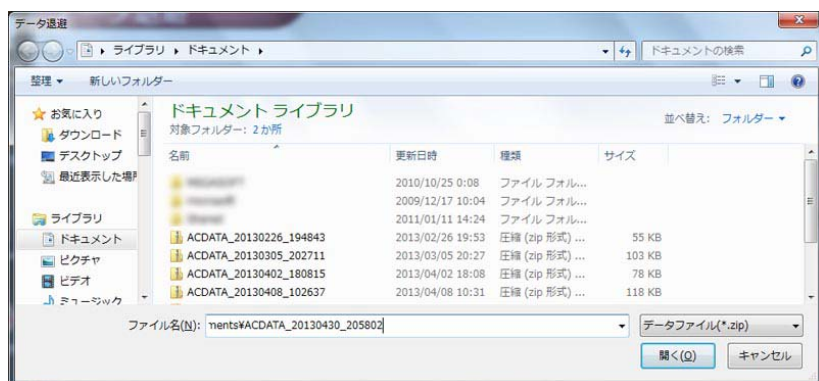 データ退避
ライブラリ ▸ ドキュメント ▸
ドキュメントの検索
整理 ▼ 新しいフォルダー
お気に入り
ダウンロード
デスクトップ
最近表示した場所
ライブラリ
ドキュメント
ピクチャ
ビデオ
ミュージック
ドキュメント ライブラリ
対象フォルダー: 2か所
並べ替え: フォルダー ▼
名前 更新日時 種類 サイズ
2010/10/25 0:08 ファイル フォル...
2009/12/17 10:04 ファイル フォル...
2011/01/11 14:24 ファイル フォル...
ACDATA_20130226_194843 2013/02/26 19:53 圧縮 (zip 形式) ... 55 KB
ACDATA_20130305_202711 2013/03/05 20:27 圧縮 (zip 形式) ... 103 KB
ACDATA_20130402_180815 2013/04/02 18:08 圧縮 (zip 形式) ... 78 KB
ACDATA_20130408_102637 2013/04/08 10:31 圧縮 (zip 形式) ... 118 KB
ファイル名(N): ments¥ACDATA_20130430_205802
データファイル(*.zip)
開く(O) キャンセル